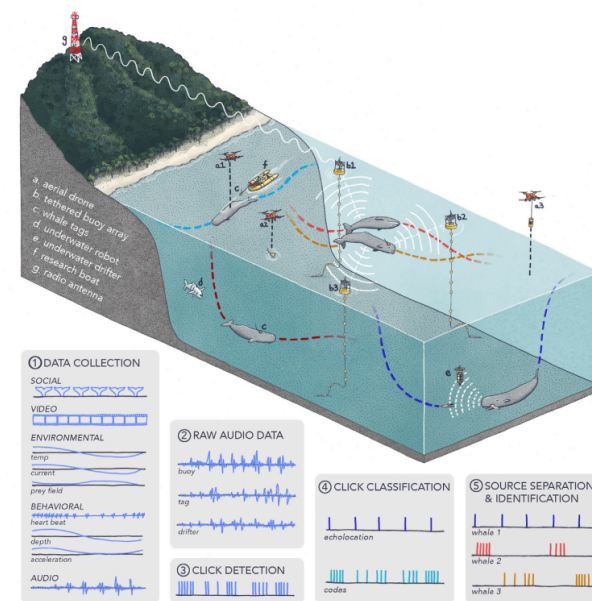 g
a1
f
b1
c
a3
a2
b2
a. aerial drone
b. tethered buoy array
c. whale tags
d. underwater robot
e. underwater drifter
f. research boat
g. radio antenna
b3
d
c
e
1 DATA COLLECTION
SOCIAL
VIDEO
ENVIRONMENTAL
temp
current
prey field
BEHAVIORAL
heart beat
depth
acceleration
AUDIO
2 RAW AUDIO DATA
buoy
tag
drifter
3 CLICK DETECTION
4 CLICK CLASSIFICATION
echolocation
codas
5 SOURCE SEPARATION
& IDENTIFICATION
whale 1
whale 2
whale 3